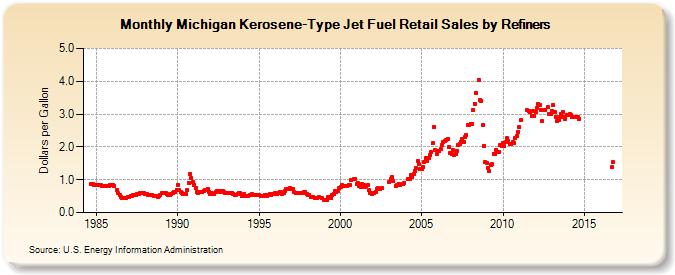 Monthly Michigan Kerosene-Type Jet Fuel Retail Sales by Refiners
Dollars per Gallon
5.0
4.0
3.0
2.0
1.0
0.0
1985 1990 1995 2000 2005 2010 2015
Source: U.S. Energy Information Administration